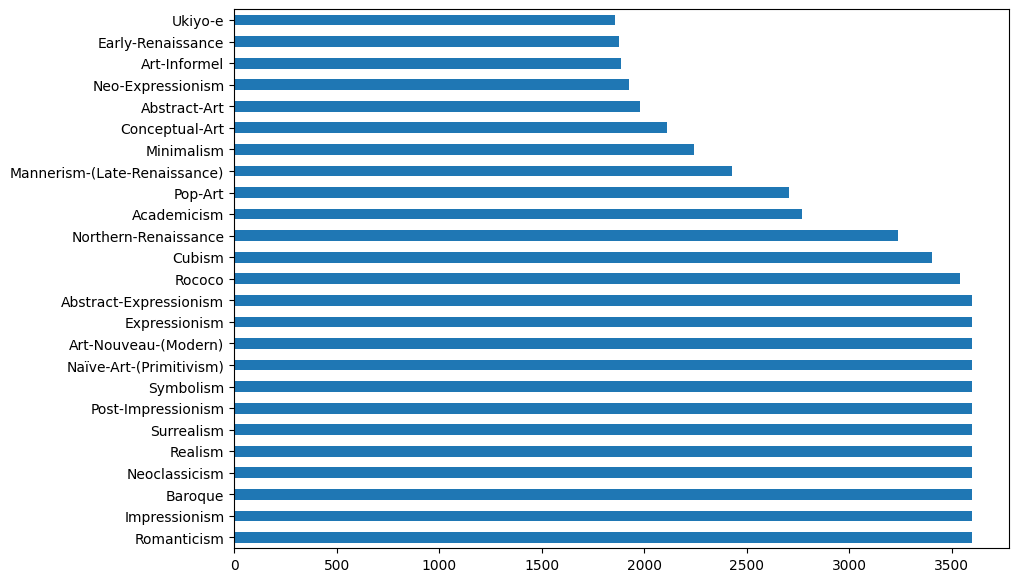 Ukiyo-e
Early-Renaissance
Art-Informel
Neo-Expressionism
Abstract-Art
Conceptual-Art
Minimalism
Mannerism-(Late-Renaissance)
Pop-Art
Academicism
Northern-Renaissance
Cubism
Rococo
Abstract-Expressionism
Expressionism
Art-Nouveau-(Modern)
Naïve-Art-(Primitivism)
Symbolism
Post-Impressionism
Surrealism
Realism
Neoclassicism
Baroque
Impressionism
Romanticism
0 500 1000 1500 2000 2500 3000 3500